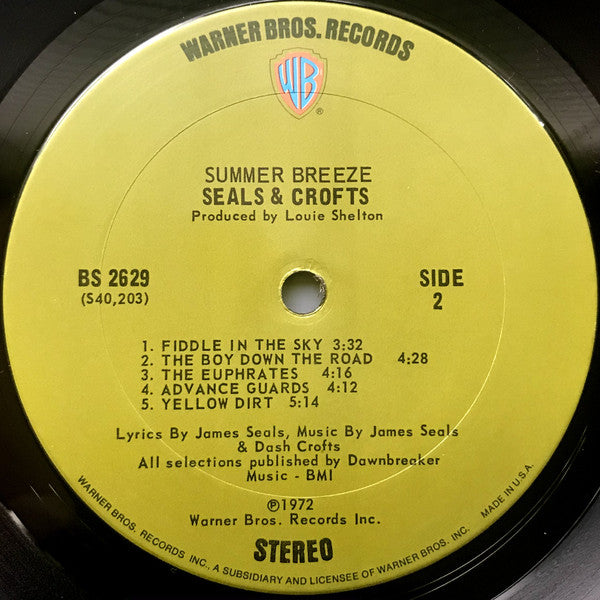 WARNER BROS. RECORDS
WB
®
SUMMER BREEZE
SEALS & CROFTS
Produced by Louie Shelton
BS 2629
(S40,203)
SIDE
2
1. FIDDLE IN THE SKY 3:32
2. THE BOY DOWN THE ROAD 4:28
3. THE EUPHRATES 4:16
4. ADVANCE GUARDS 4:12
5. YELLOW DIRT 5:14
Lyrics By James Seals, Music By James Seals
& Dash Crofts
All selections published by Dawnbreaker
Music - BMI
℗1972
Warner Bros. Records Inc.
STEREO
WARNER BROS. RECORDS INC., A SUBSIDIARY AND LICENSEE OF WARNER BROS. INC. MADE IN U.S.A.